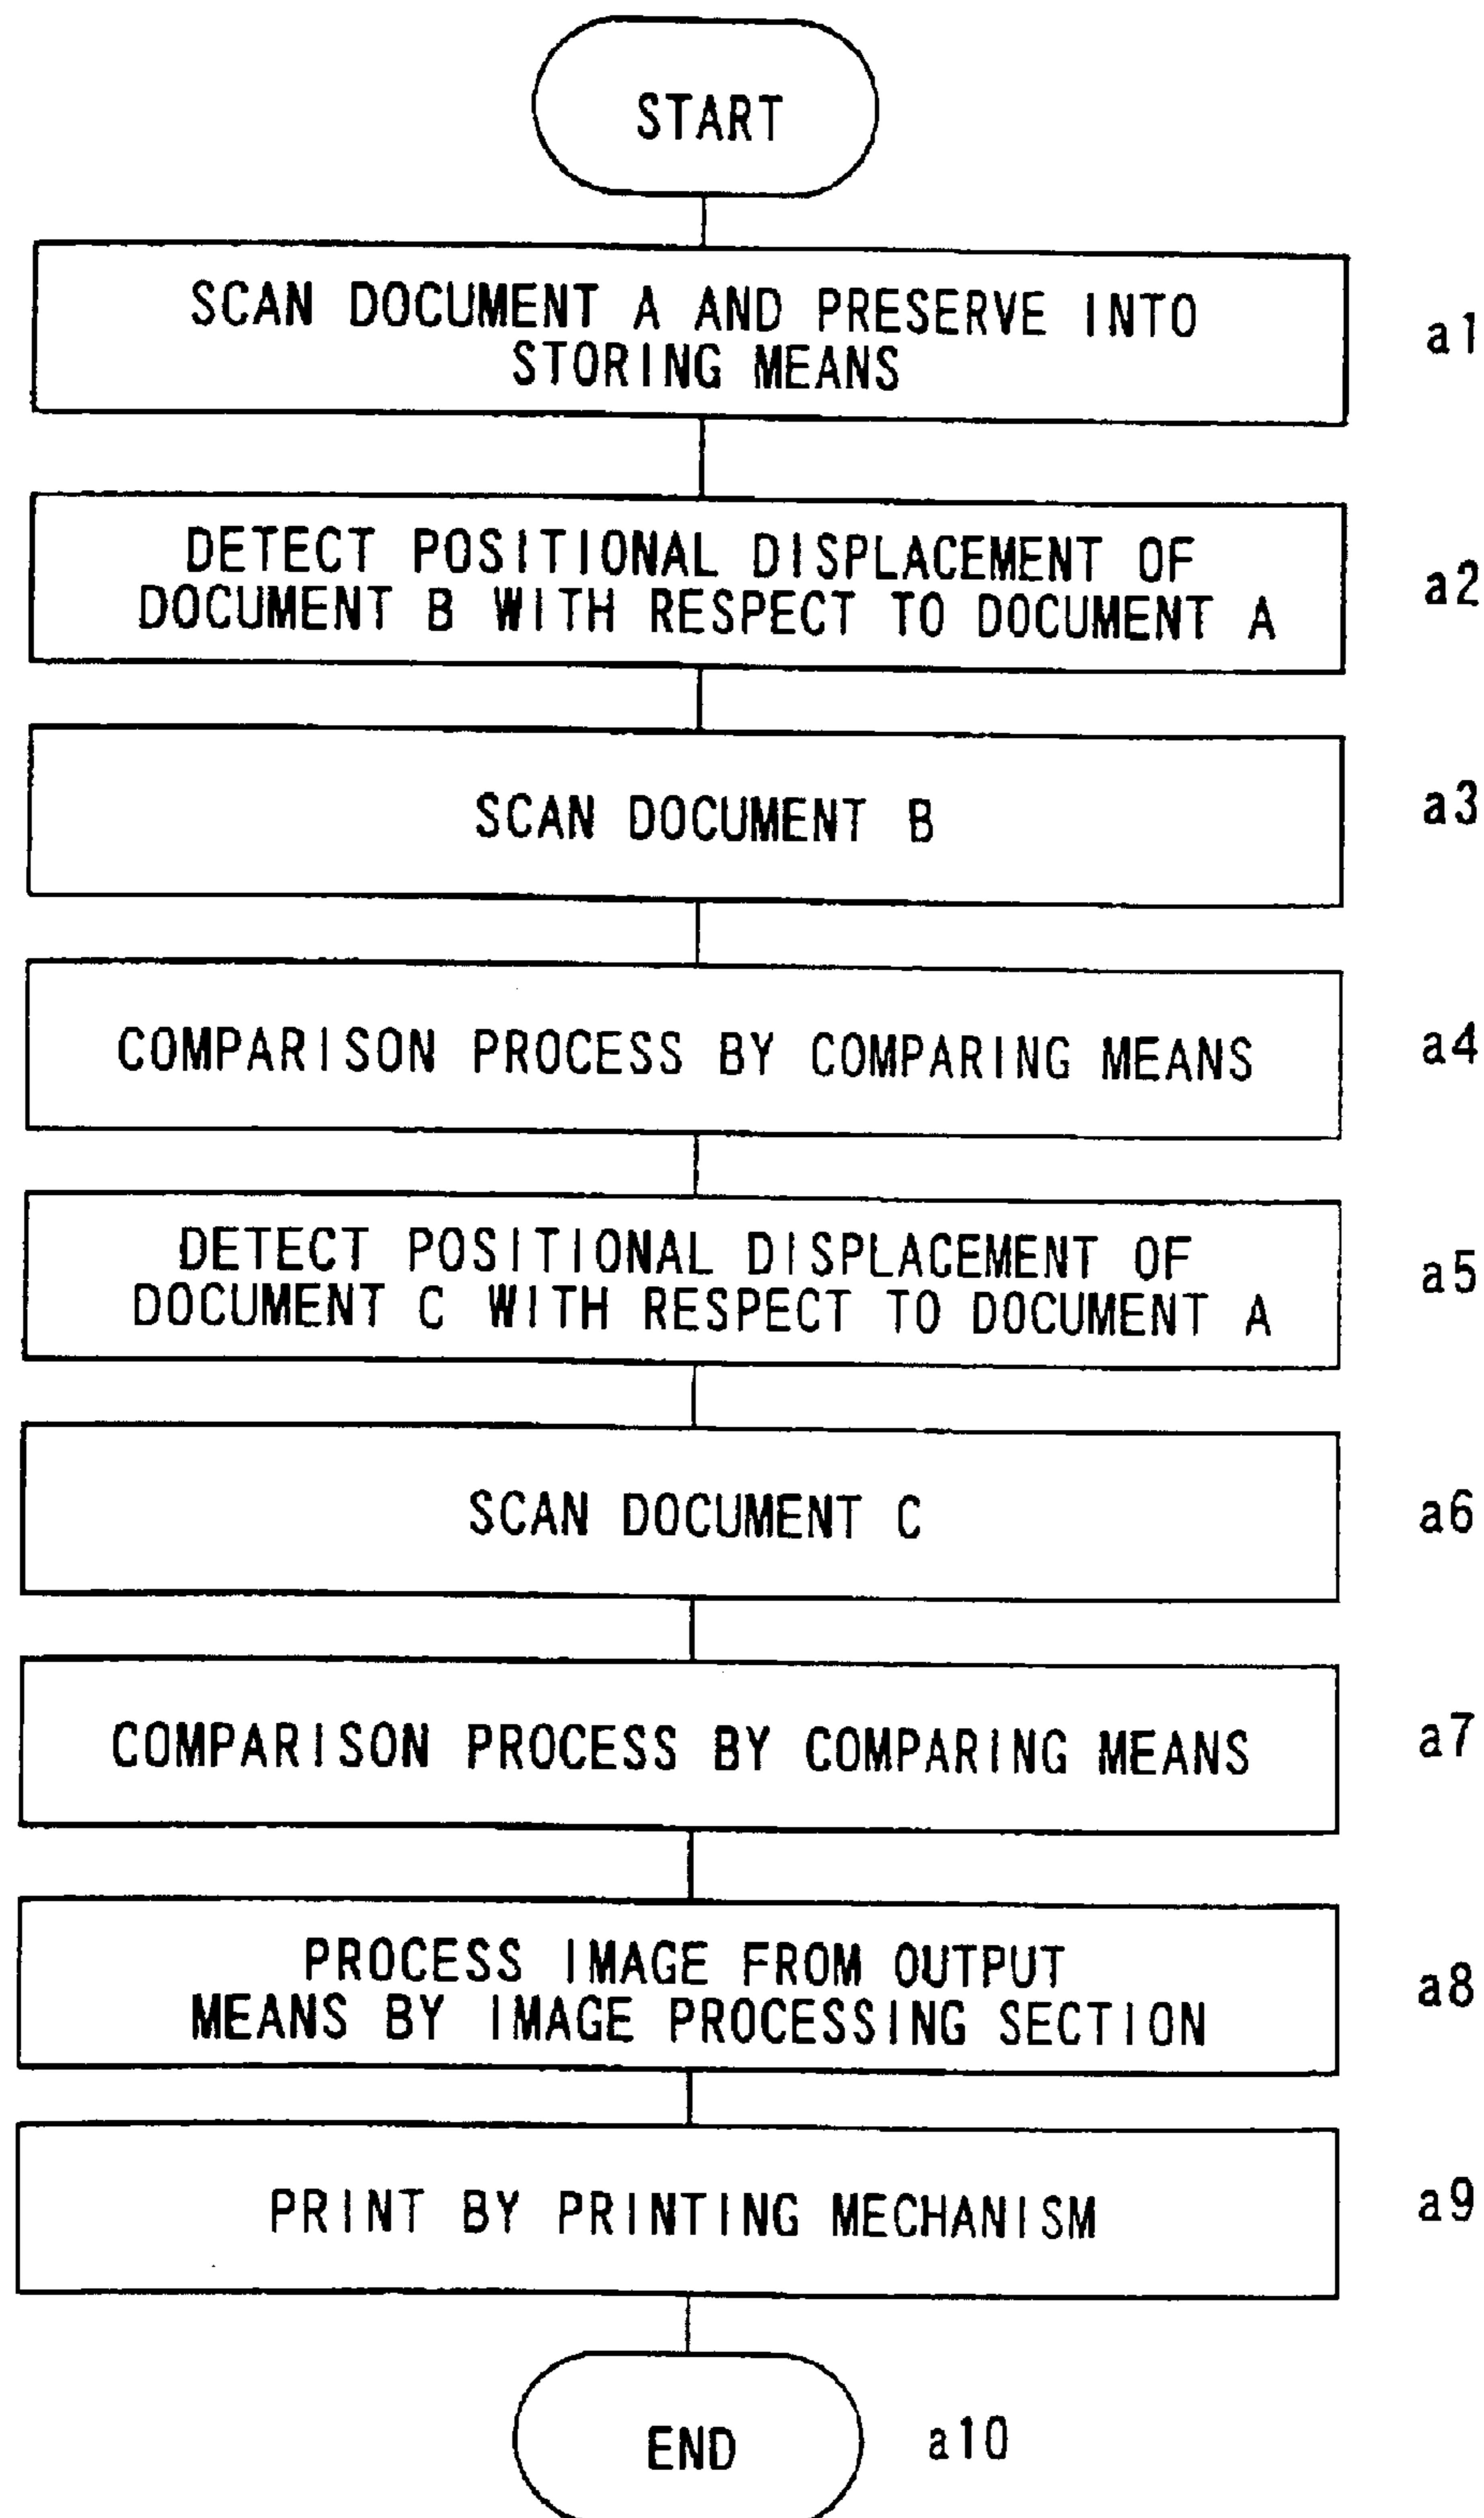 START
SCAN DOCUMENT A AND PRESERVE INTO
STORING MEANS
a1
DETECT POSITIONAL DISPLACEMENT OF
DOCUMENT B WITH RESPECT TO DOCUMENT A
a2
SCAN DOCUMENT B
a3
COMPARISON PROCESS BY COMPARING MEANS
a4
DETECT POSITIONAL DISPLACEMENT OF
DOCUMENT C WITH RESPECT TO DOCUMENT A
a5
SCAN DOCUMENT C
a6
COMPARISON PROCESS BY COMPARING MEANS
a7
PROCESS IMAGE FROM OUTPUT
MEANS BY IMAGE PROCESSING SECTION
a8
PRINT BY PRINTING MECHANISM
a9
END
a10